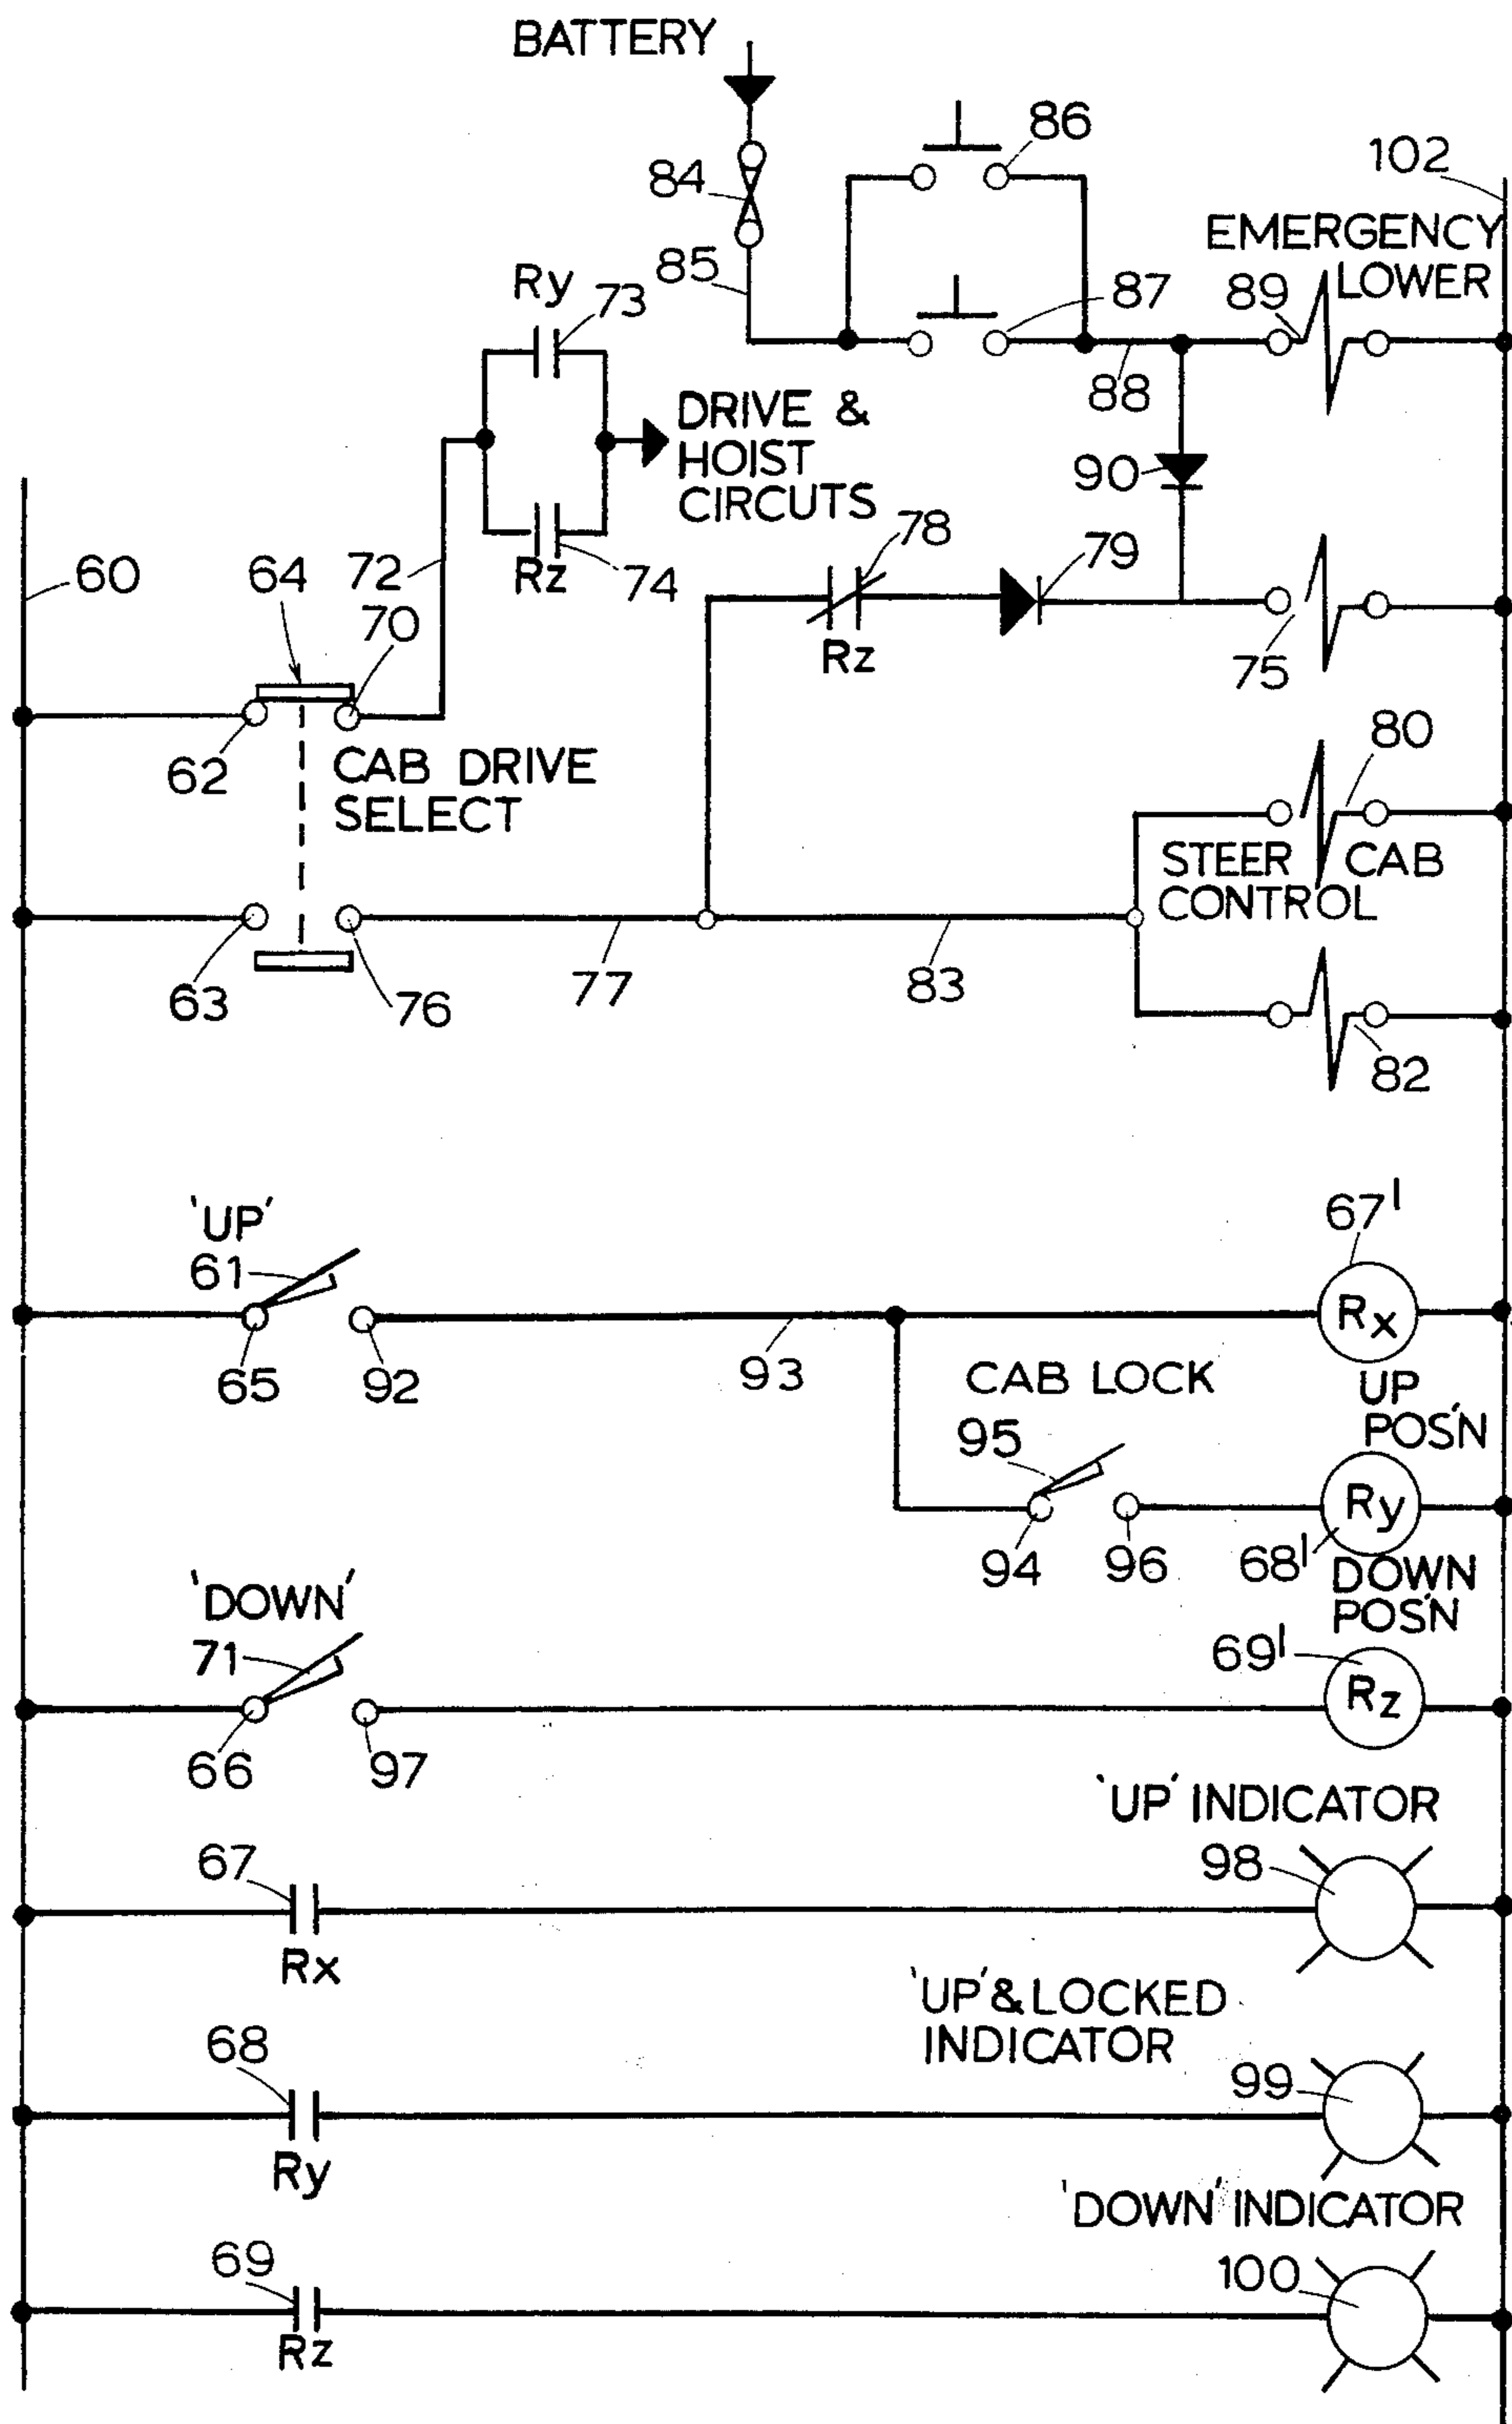 BATTERY
86
102
84
EMERGENCY
LOWER
85
87
89
Ry
73
88
DRIVE &
HOIST
CIRCUTS
90
78
79
60
64
72
Rz
74
70
Rz
75
62
CAB DRIVE
SELECT
80
STEER CAB
CONTROL
63
76
77
83
82
'UP'
61
67'
Rx
65
92
93
CAB LOCK
UP
POS'N
95
Ry
94
96
68'
DOWN
POS'N
'DOWN'
71
69'
Rz
66
97
'UP' INDICATOR
67
98
Rx
'UP' & LOCKED
INDICATOR
68
99
Ry
'DOWN' INDICATOR
69
100
Rz